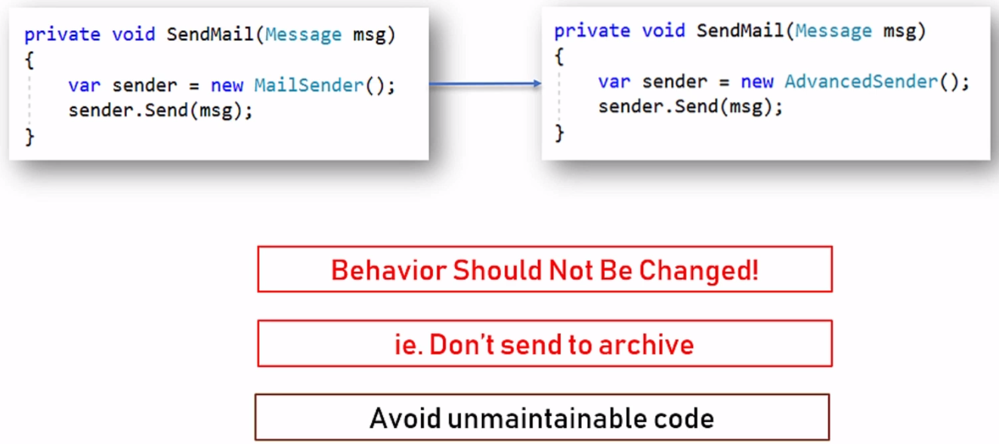 private void SendMail(Message msg)
{
var sender = new MailSender();
sender.Send(msg);
}
private void SendMail(Message msg)
{
var sender = new AdvancedSender();
sender.Send(msg);
}
Behavior Should Not Be Changed!
ie. Don't send to archive
Avoid unmaintainable code